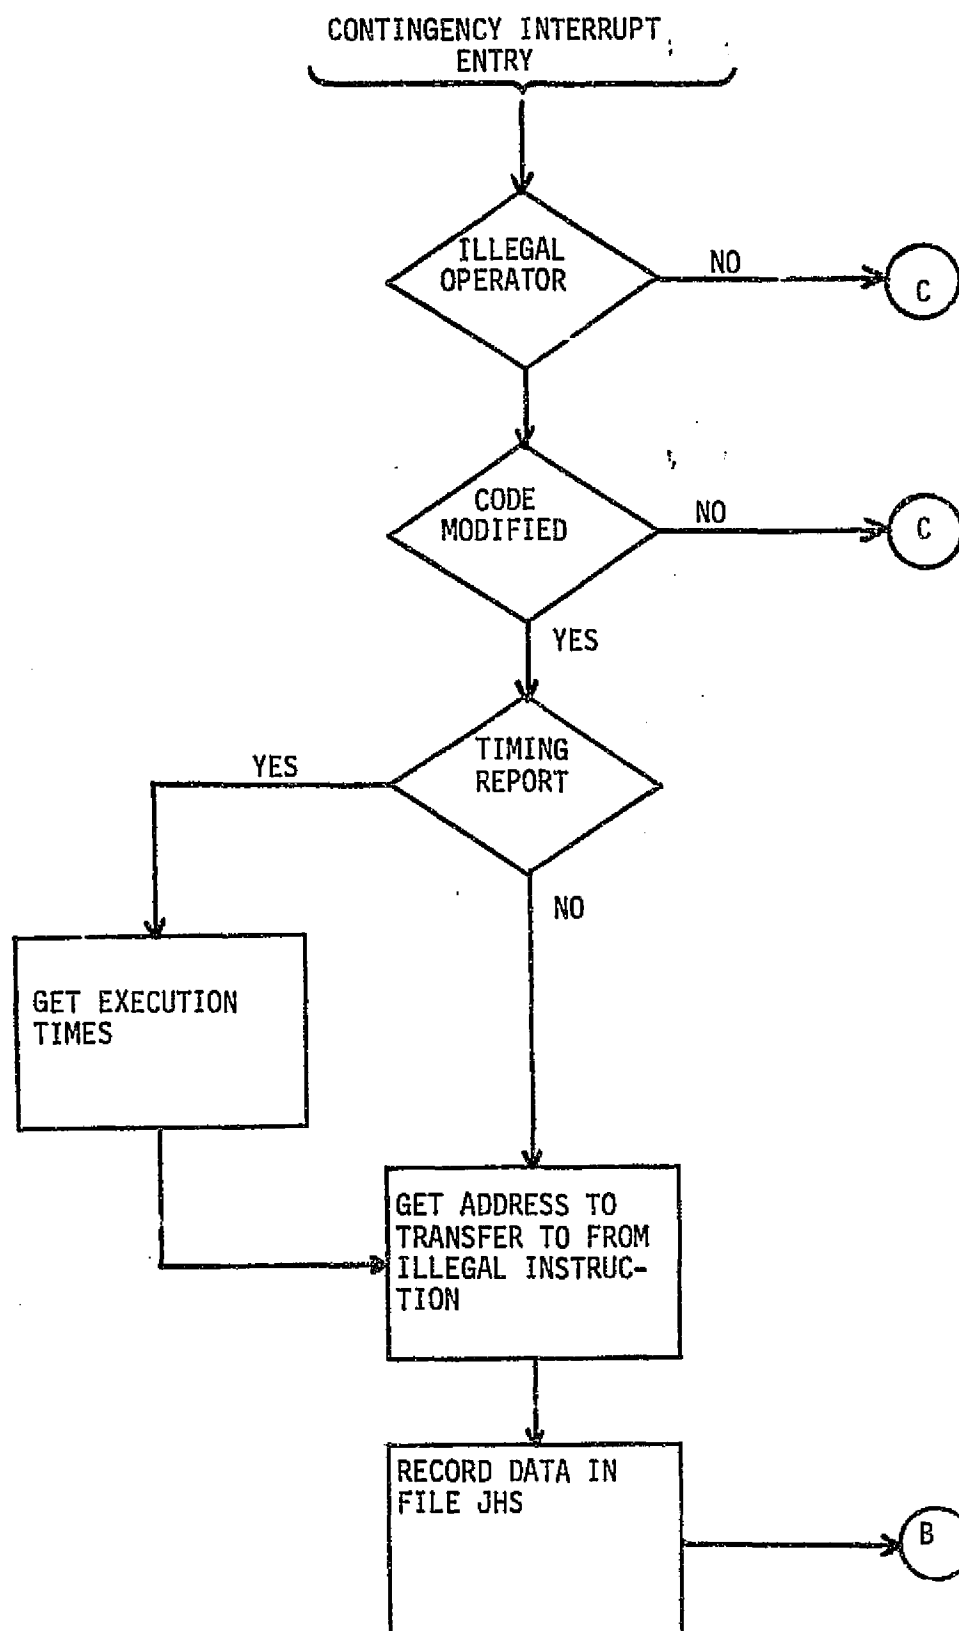 CONTINGENCY INTERRUPT
ENTRY
ILLEGAL
OPERATOR
NO
C
CODE
MODIFIED
NO
C
YES
TIMING
REPORT
YES
NO
GET EXECUTION
TIMES
GET ADDRESS TO
TRANSFER TO FROM
ILLEGAL INSTRUC-
TION
RECORD DATA IN
FILE JHS
B